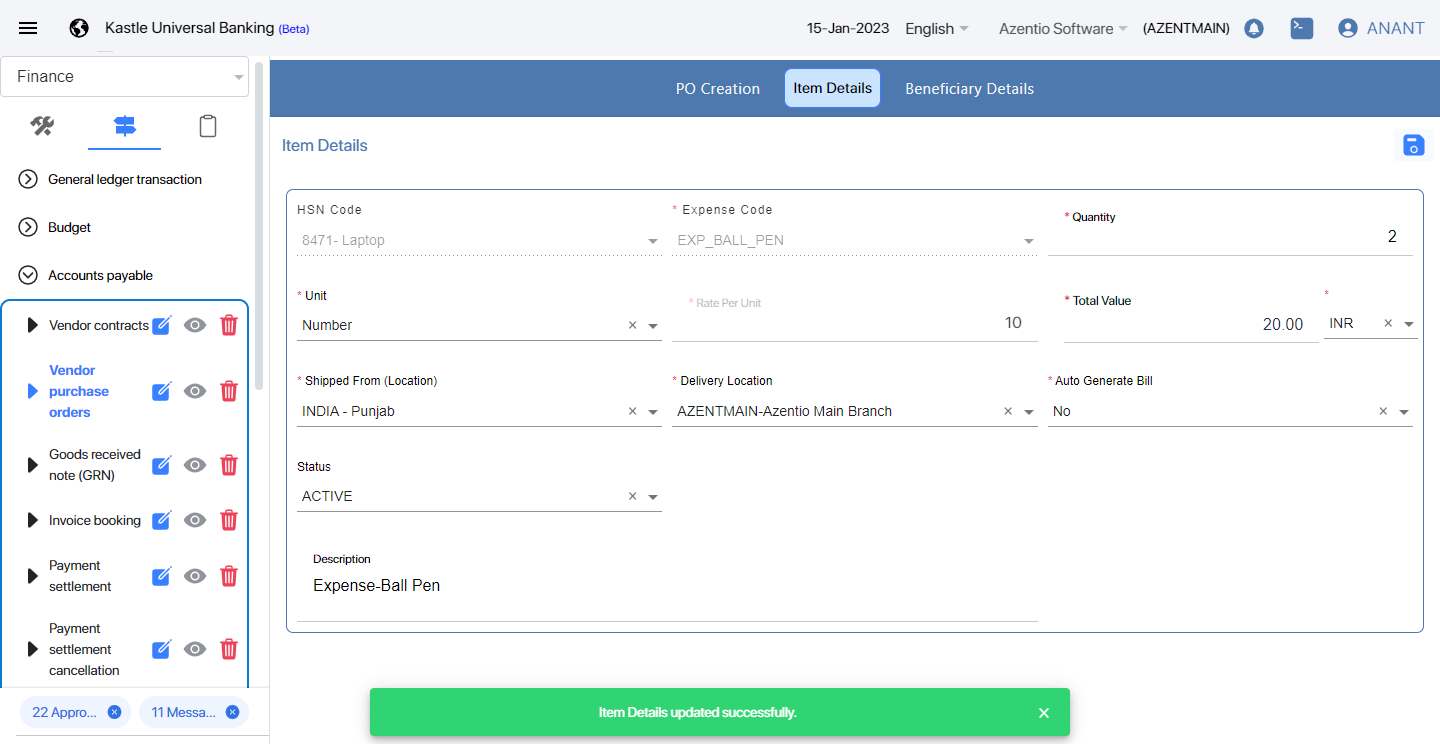 Kastle Universal Banking (Beta)
15-Jan-2023
English
Azentio Software
(AZENTMAIN)
ANANT
Finance
General ledger transaction
Budget
Accounts payable
Vendor contracts
Vendor
purchase
orders
Goods received
note (GRN)
Invoice booking
Payment
settlement
Payment
settlement
cancellation
22 Appro...
11 Messa...
PO Creation
Item Details
Beneficiary Details
Item Details
HSN Code
8471- Laptop
* Expense Code
EXP_BALL_PEN
* Quantity
2
* Unit
Number
* Rate Per Unit
10
* Total Value
20.00
*
INR
* Shipped From (Location)
INDIA - Punjab
* Delivery Location
AZENTMAIN-Azentio Main Branch
* Auto Generate Bill
No
Status
ACTIVE
Description
Expense-Ball Pen
Item Details updated successfully.